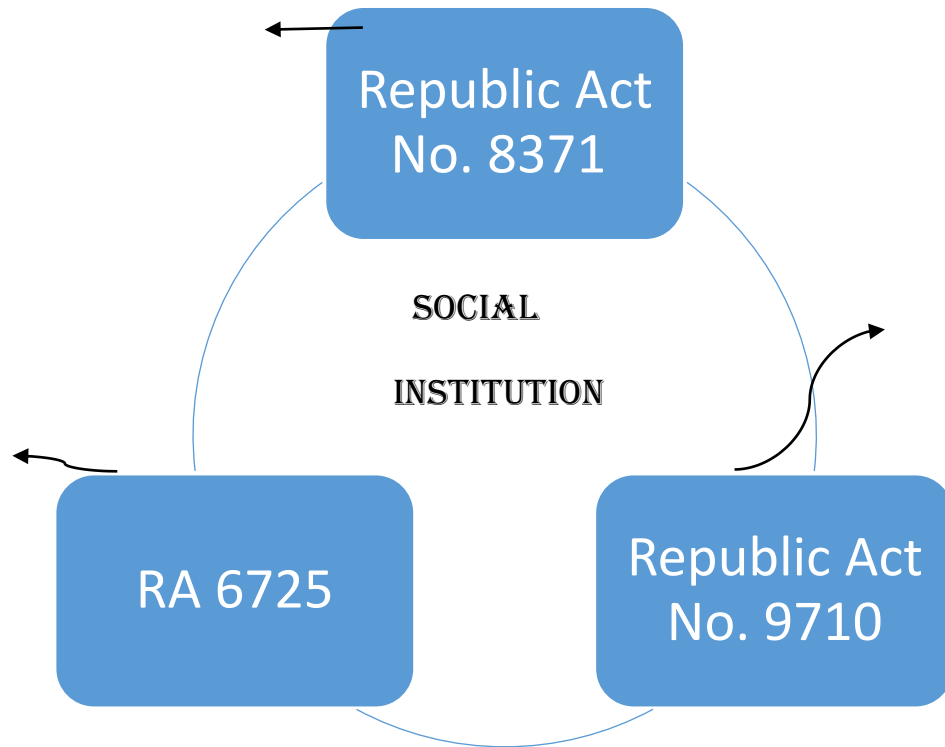 Republic Act
No. 8371
SOCIAL
INSTITUTION
RA 6725
Republic Act
No. 9710